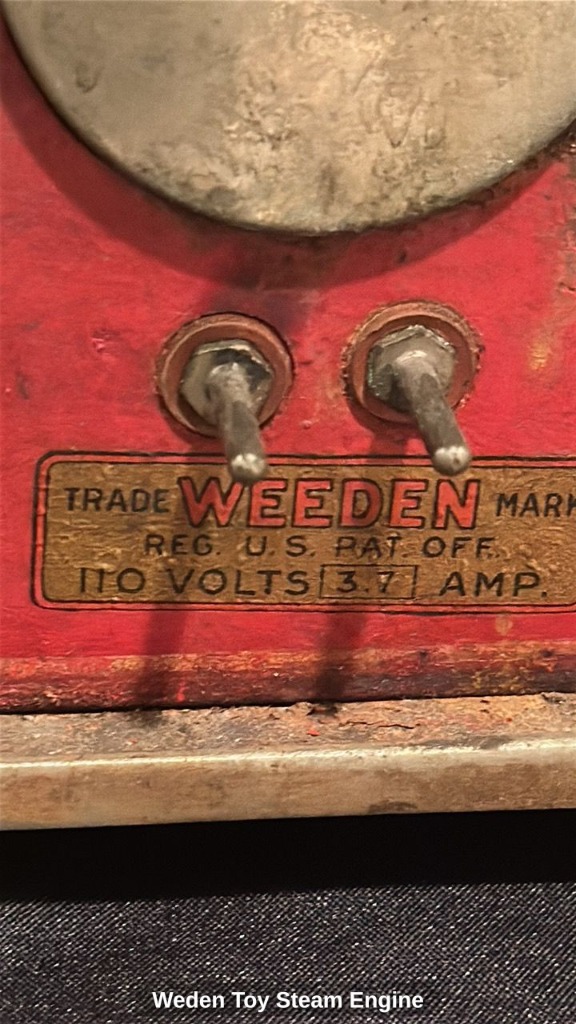 TRADE WEEDEN MARK
REG. U.S. PAT. OFF.
110 VOLTS 3.7 AMP.
Weden Toy Steam Engine